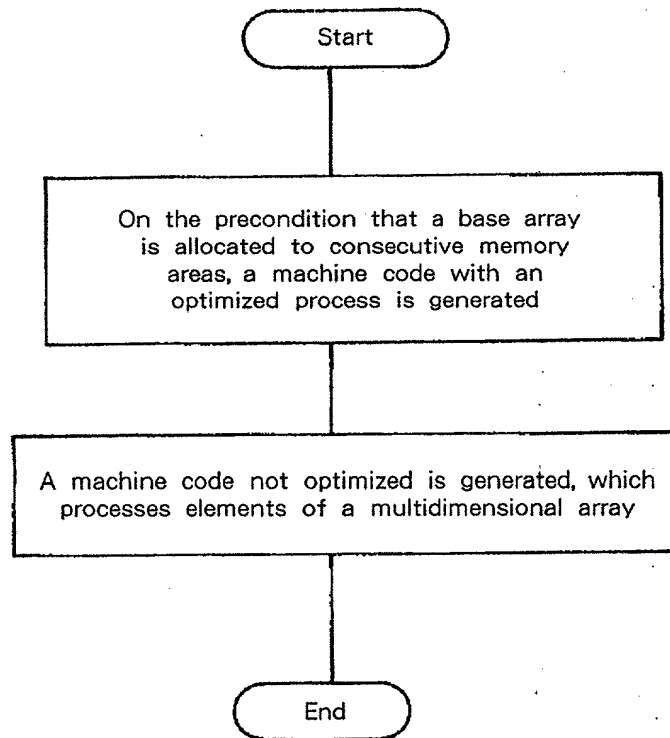 Start
On the precondition that a base array
is allocated to consecutive memory
areas, a machine code with an
optimized process is generated
A machine code not optimized is generated, which
processes elements of a multidimensional array
End